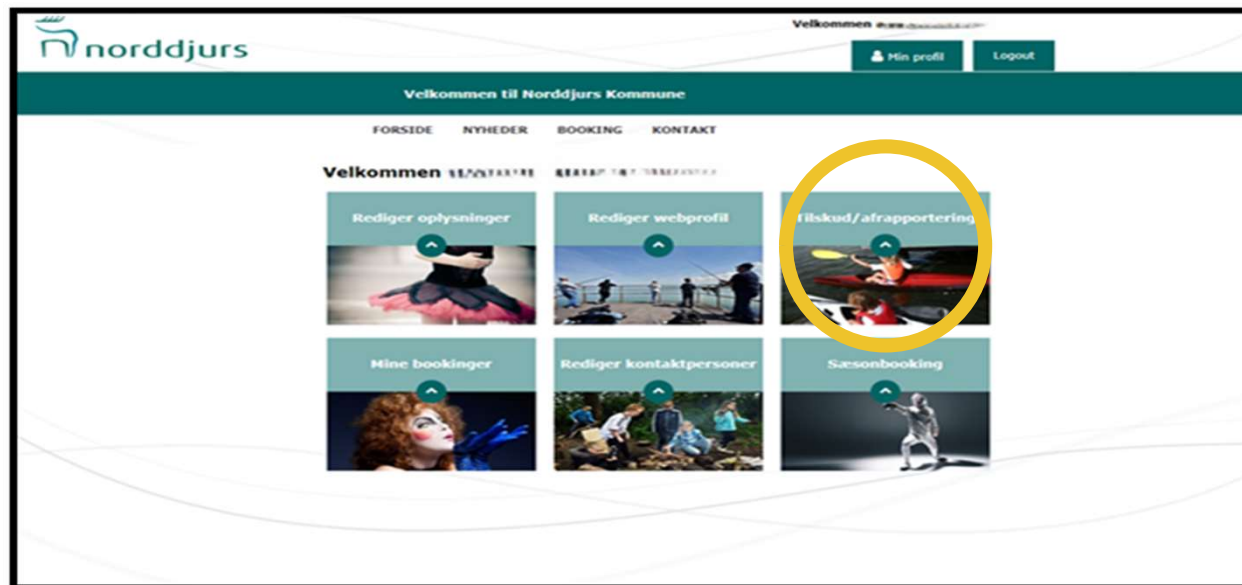 Velkommen
norddjurs
Min profil Logout
Velkommen til Norddjurs Kommune
FORSIDE NYHEDER BOOKING KONTAKT
Velkommen
Rediger oplysninger Rediger webprofil Tilskud/afrapportering
Mine bookinger Rediger kontaktpersoner Sæsonbooking